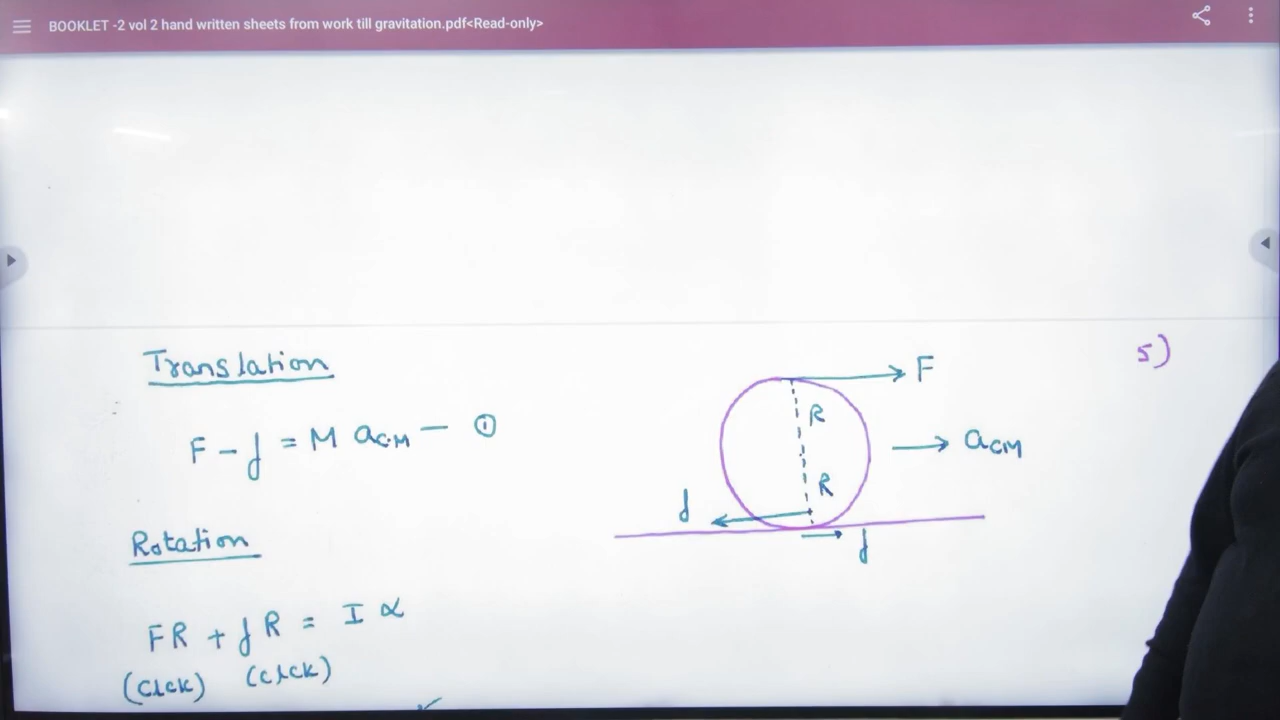 BOOKLET -2 vol 2 hand written sheets from work till gravitation.pdf<Read-only>
Translation
F - f = M aCM — ①
Rotation
FR + fR = I α
(Clck) (Clck)
F
R
aCM
R
f
f
5)